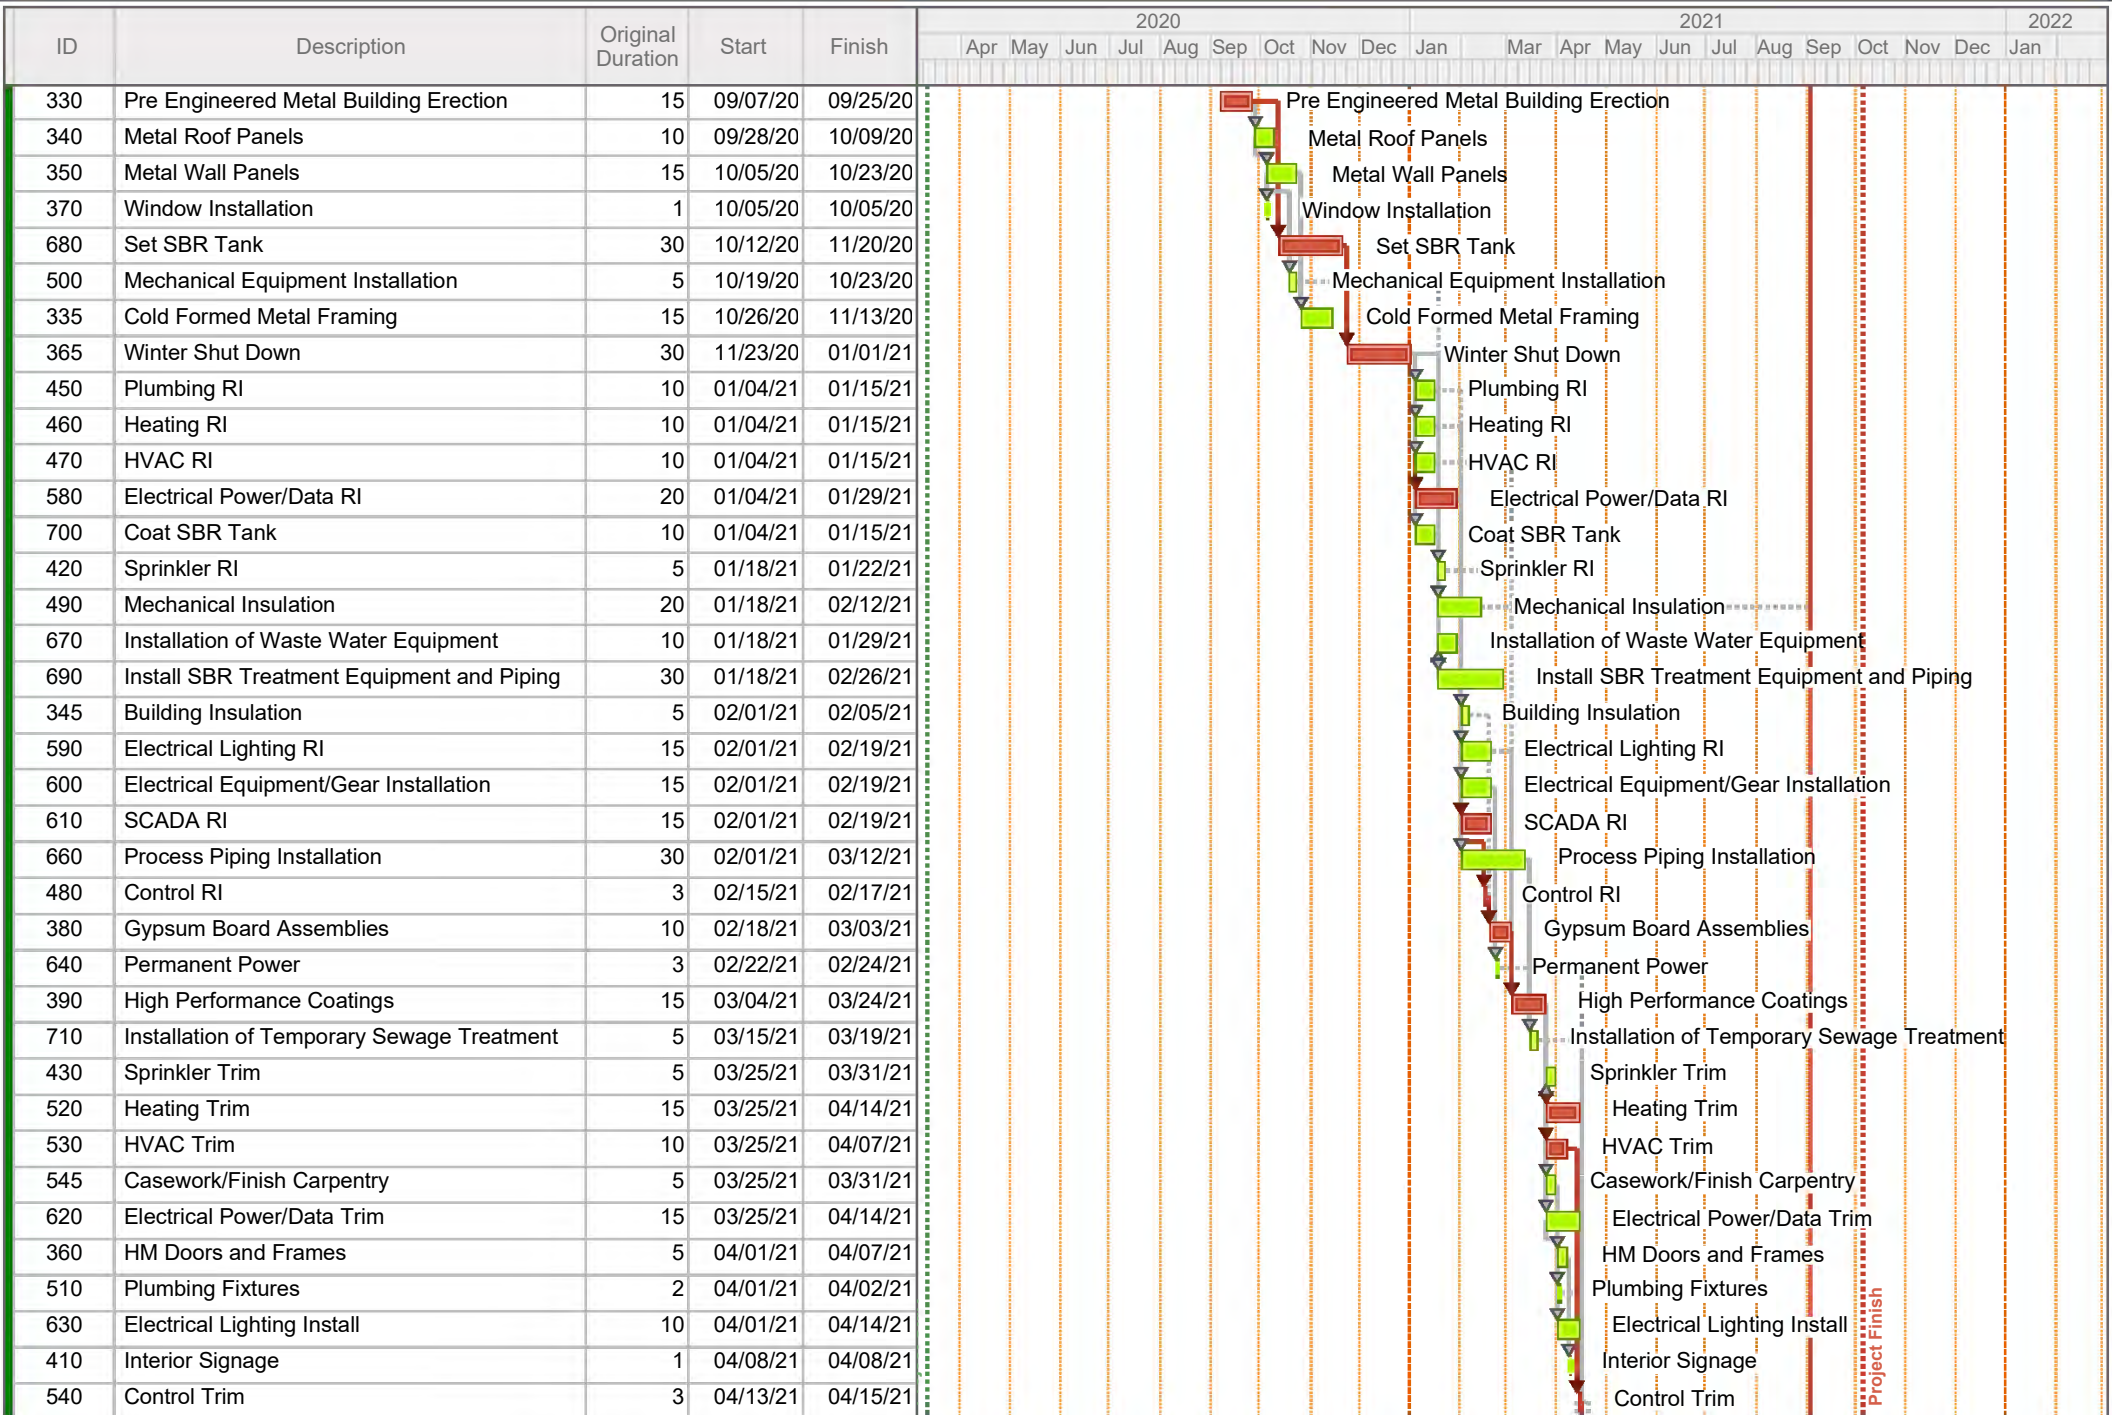 2020 2021 2022
ID Description Original Duration Start Finish Apr May Jun Jul Aug Sep Oct Nov Dec Jan Mar Apr May Jun Jul Aug Sep Oct Nov Dec Jan
330 Pre Engineered Metal Building Erection 15 09/07/20 09/25/20 Pre Engineered Metal Building Erection
340 Metal Roof Panels 10 09/28/20 10/09/20 Metal Roof Panels
350 Metal Wall Panels 15 10/05/20 10/23/20 Metal Wall Panels
370 Window Installation 1 10/05/20 10/05/20 Window Installation
680 Set SBR Tank 30 10/12/20 11/20/20 Set SBR Tank
500 Mechanical Equipment Installation 5 10/19/20 10/23/20 Mechanical Equipment Installation
335 Cold Formed Metal Framing 15 10/26/20 11/13/20 Cold Formed Metal Framing
365 Winter Shut Down 30 11/23/20 01/01/21 Winter Shut Down
450 Plumbing RI 10 01/04/21 01/15/21 Plumbing RI
460 Heating RI 10 01/04/21 01/15/21 Heating RI
470 HVAC RI 10 01/04/21 01/15/21 HVAC RI
580 Electrical Power/Data RI 20 01/04/21 01/29/21 Electrical Power/Data RI
700 Coat SBR Tank 10 01/04/21 01/15/21 Coat SBR Tank
420 Sprinkler RI 5 01/18/21 01/22/21 Sprinkler RI
490 Mechanical Insulation 20 01/18/21 02/12/21 Mechanical Insulation
670 Installation of Waste Water Equipment 10 01/18/21 01/29/21 Installation of Waste Water Equipment
690 Install SBR Treatment Equipment and Piping 30 01/18/21 02/26/21 Install SBR Treatment Equipment and Piping
345 Building Insulation 5 02/01/21 02/05/21 Building Insulation
590 Electrical Lighting RI 15 02/01/21 02/19/21 Electrical Lighting RI
600 Electrical Equipment/Gear Installation 15 02/01/21 02/19/21 Electrical Equipment/Gear Installation
610 SCADA RI 15 02/01/21 02/19/21 SCADA RI
660 Process Piping Installation 30 02/01/21 03/12/21 Process Piping Installation
480 Control RI 3 02/15/21 02/17/21 Control RI
380 Gypsum Board Assemblies 10 02/18/21 03/03/21 Gypsum Board Assemblies
640 Permanent Power 3 02/22/21 02/24/21 Permanent Power
390 High Performance Coatings 15 03/04/21 03/24/21 High Performance Coatings
710 Installation of Temporary Sewage Treatment 5 03/15/21 03/19/21 Installation of Temporary Sewage Treatment
430 Sprinkler Trim 5 03/25/21 03/31/21 Sprinkler Trim
520 Heating Trim 15 03/25/21 04/14/21 Heating Trim
530 HVAC Trim 10 03/25/21 04/07/21 HVAC Trim
545 Casework/Finish Carpentry 5 03/25/21 03/31/21 Casework/Finish Carpentry
620 Electrical Power/Data Trim 15 03/25/21 04/14/21 Electrical Power/Data Trim
360 HM Doors and Frames 5 04/01/21 04/07/21 HM Doors and Frames
510 Plumbing Fixtures 2 04/01/21 04/02/21 Plumbing Fixtures
630 Electrical Lighting Install 10 04/01/21 04/14/21 Electrical Lighting Install
410 Interior Signage 1 04/08/21 04/08/21 Interior Signage
540 Control Trim 3 04/13/21 04/15/21 Control Trim
Project Finish